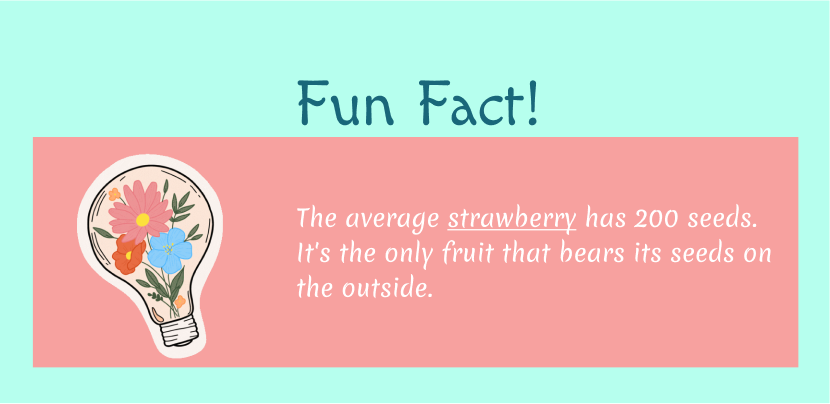 Fun Fact!
The average strawberry has 200 seeds.
It's the only fruit that bears its seeds on
the outside.